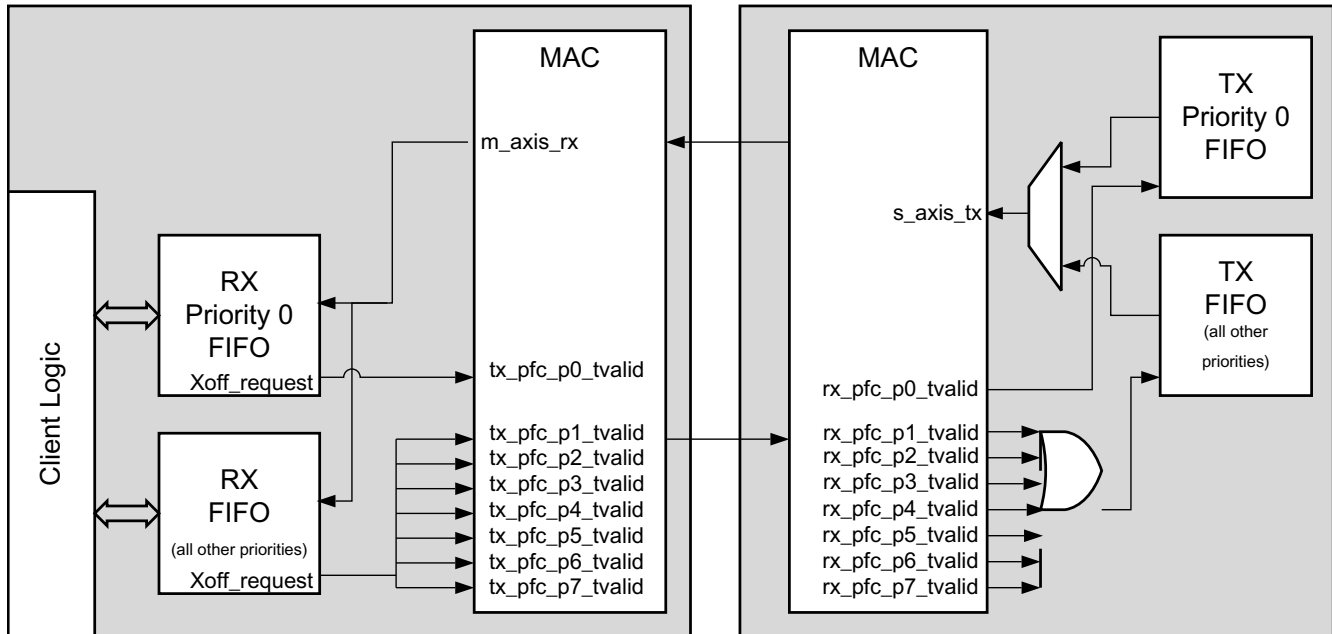 MAC
m_axis_rx
tx_pfc_p0_tvalid
tx_pfc_p1_tvalid
tx_pfc_p2_tvalid
tx_pfc_p3_tvalid
tx_pfc_p4_tvalid
tx_pfc_p5_tvalid
tx_pfc_p6_tvalid
tx_pfc_p7_tvalid
Client Logic
RX
Priority 0
FIFO
Xoff_request
RX
FIFO
(all other priorities)
Xoff_request
MAC
s_axis_tx
rx_pfc_p0_tvalid
rx_pfc_p1_tvalid
rx_pfc_p2_tvalid
rx_pfc_p3_tvalid
rx_pfc_p4_tvalid
rx_pfc_p5_tvalid
rx_pfc_p6_tvalid
rx_pfc_p7_tvalid
TX
Priority 0
FIFO
TX
FIFO
(all other
priorities)